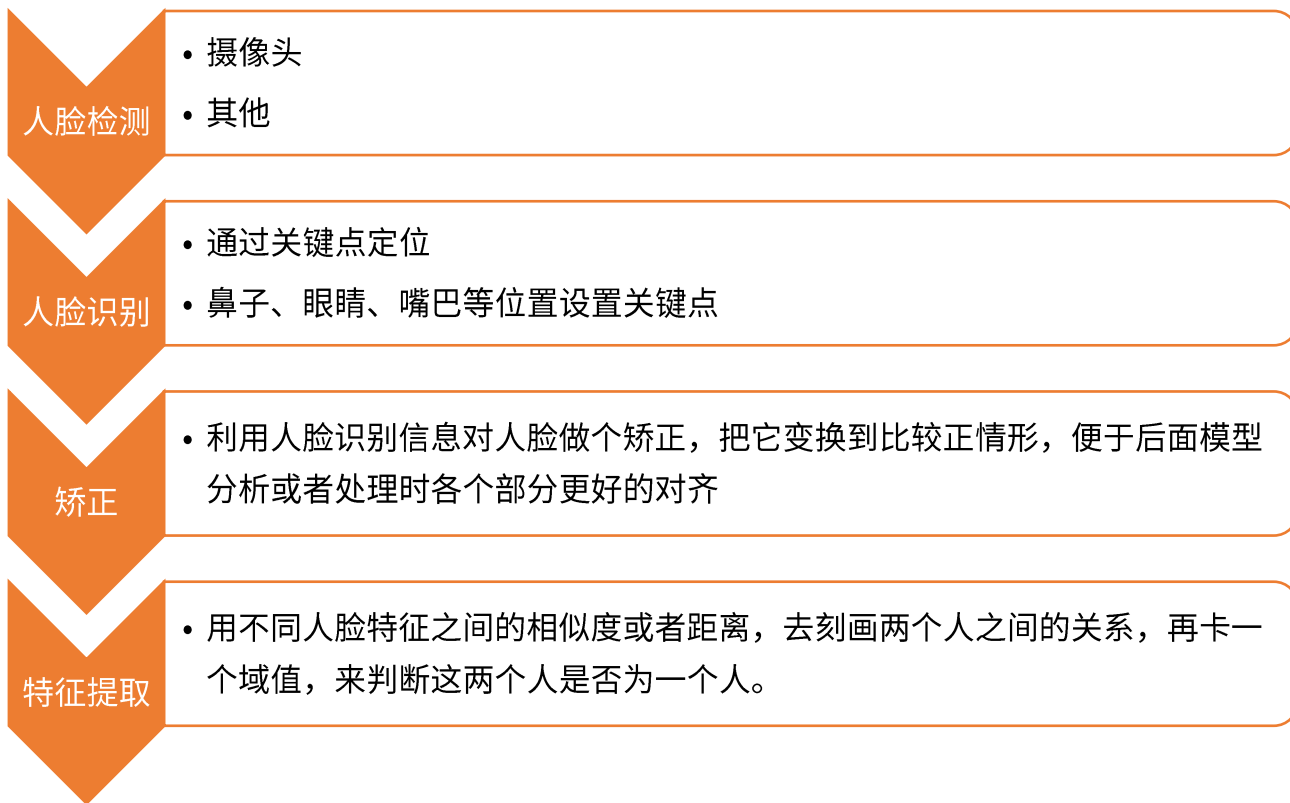 人脸检测
• 摄像头
• 其他
人脸识别
• 通过关键点定位
• 鼻子、眼睛、嘴巴等位置设置关键点
矫正
• 利用人脸识别信息对人脸做个矫正，把它变换到比较正情形，便于后面模型
分析或者处理时各个部分更好的对齐
特征提取
• 用不同人脸特征之间的相似度或者距离，去刻画两个人之间的关系，再卡一
个域值，来判断这两个人是否为一个人。